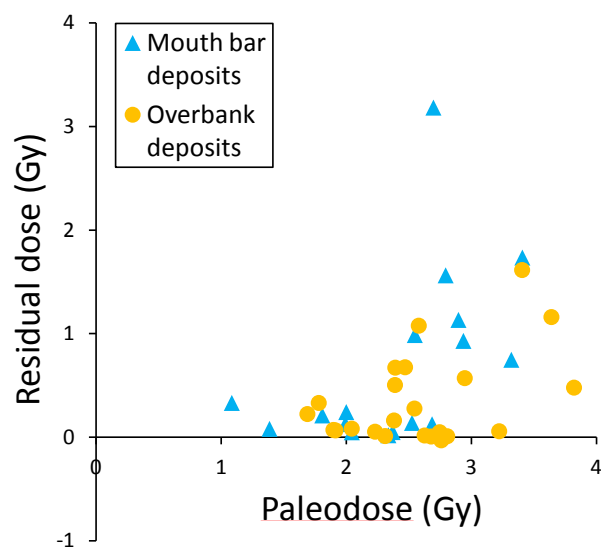 4
3
2
1
0
-1
0
1
2
3
4
Residual dose (Gy)
Paleodose (Gy)
Mouth bar
deposits
Overbank
deposits